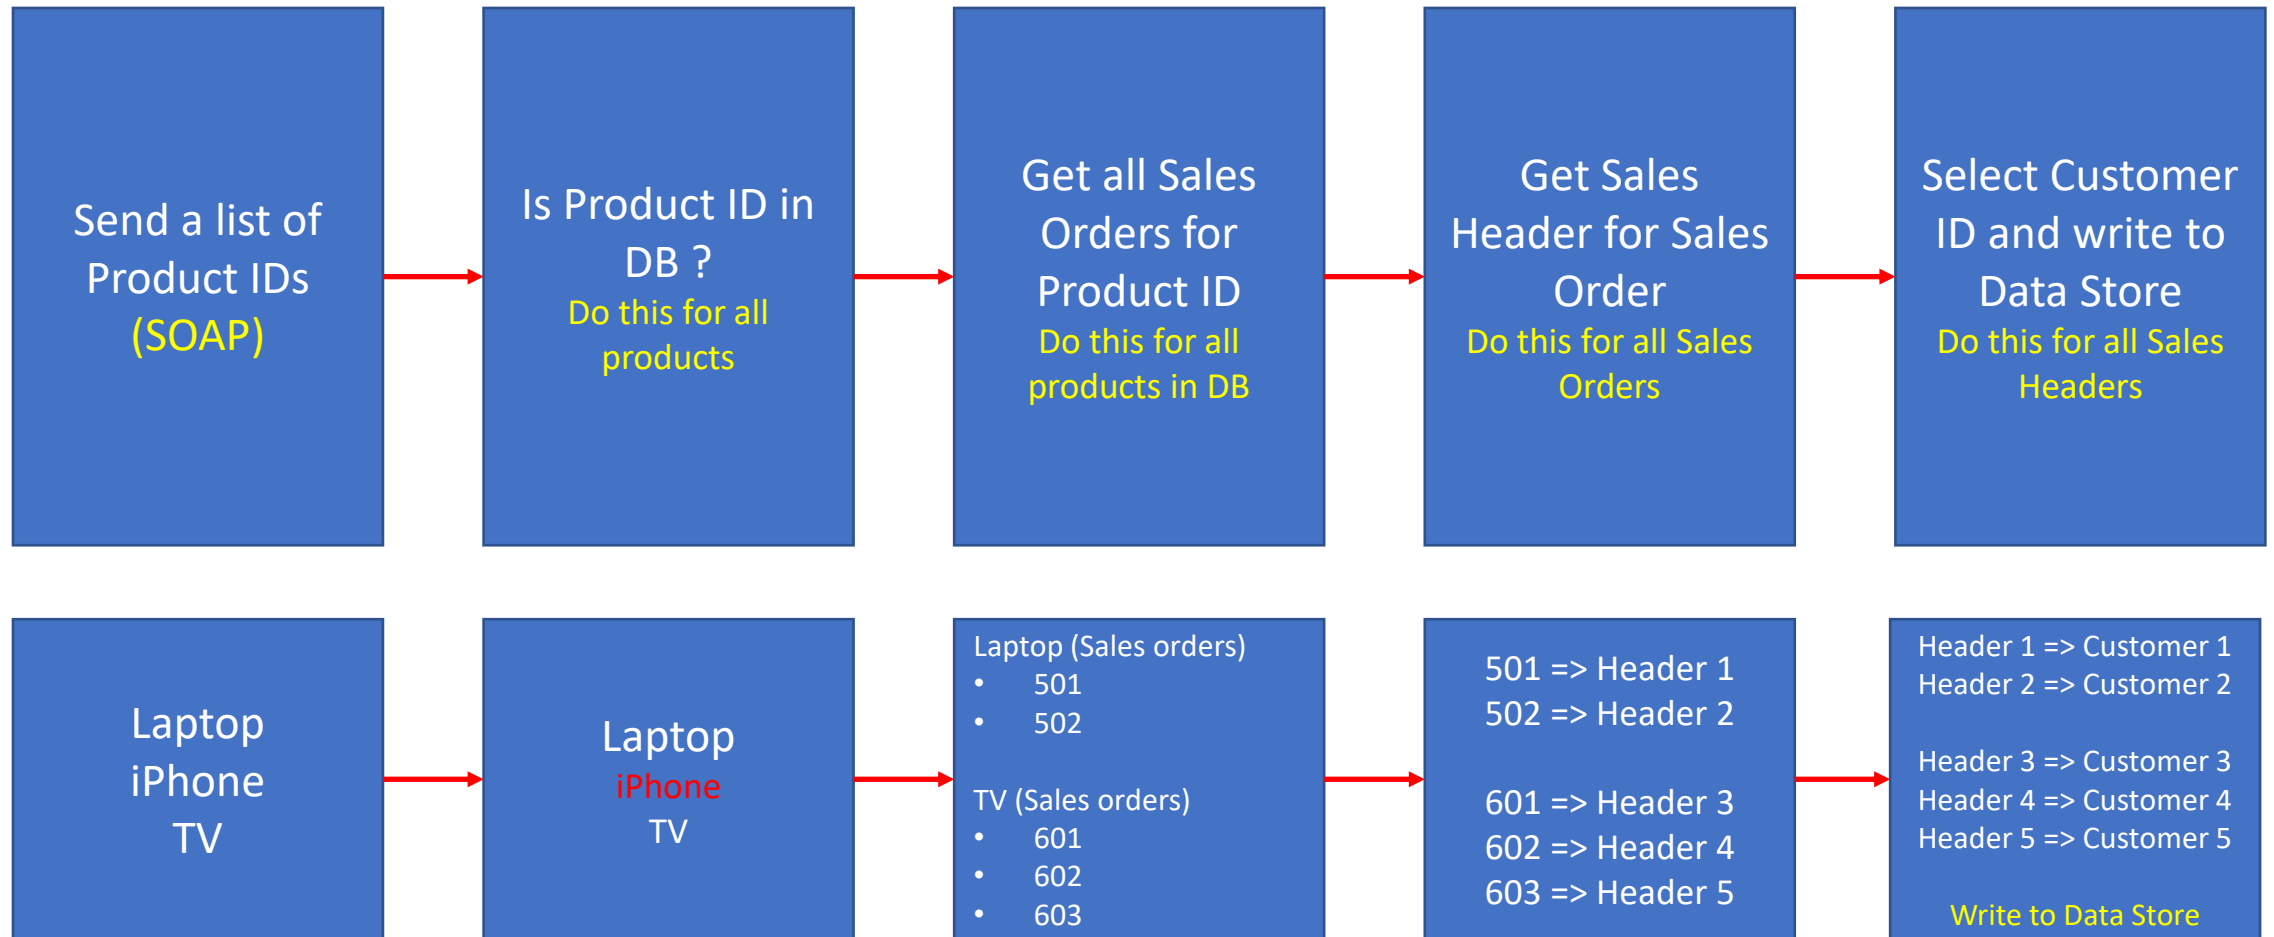 Send a list of
Product IDs
(SOAP)
Is Product ID in
DB ?
Do this for all
products
Get all Sales
Orders for
Product ID
Do this for all
products in DB
Get Sales
Header for Sales
Order
Do this for all Sales
Orders
Select Customer
ID and write to
Data Store
Do this for all Sales
Headers
Laptop
iPhone
TV
Laptop
iPhone
TV
Laptop (Sales orders)
• 501
• 502
TV (Sales orders)
• 601
• 602
• 603
501 => Header 1
502 => Header 2
601 => Header 3
602 => Header 4
603 => Header 5
Header 1 => Customer 1
Header 2 => Customer 2
Header 3 => Customer 3
Header 4 => Customer 4
Header 5 => Customer 5
Write to Data Store